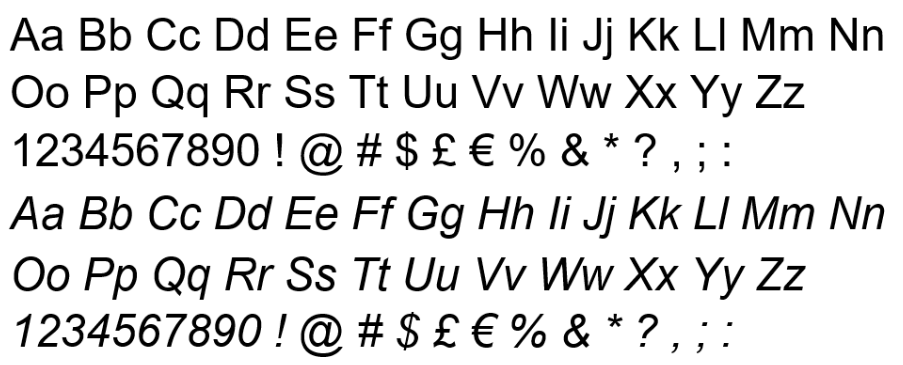 Aa Bb Cc Dd Ee Ff Gg Hh Ii Jj Kk Ll Mm Nn
Oo Pp Qq Rr Ss Tt Uu Vv Ww Xx Yy Zz
1234567890 ! @ # $ £ € % & * ? , ; :
Aa Bb Cc Dd Ee Ff Gg Hh Ii Jj Kk Ll Mm Nn
Oo Pp Qq Rr Ss Tt Uu Vv Ww Xx Yy Zz
1234567890 ! @ # $ £ € % & * ? , ; :